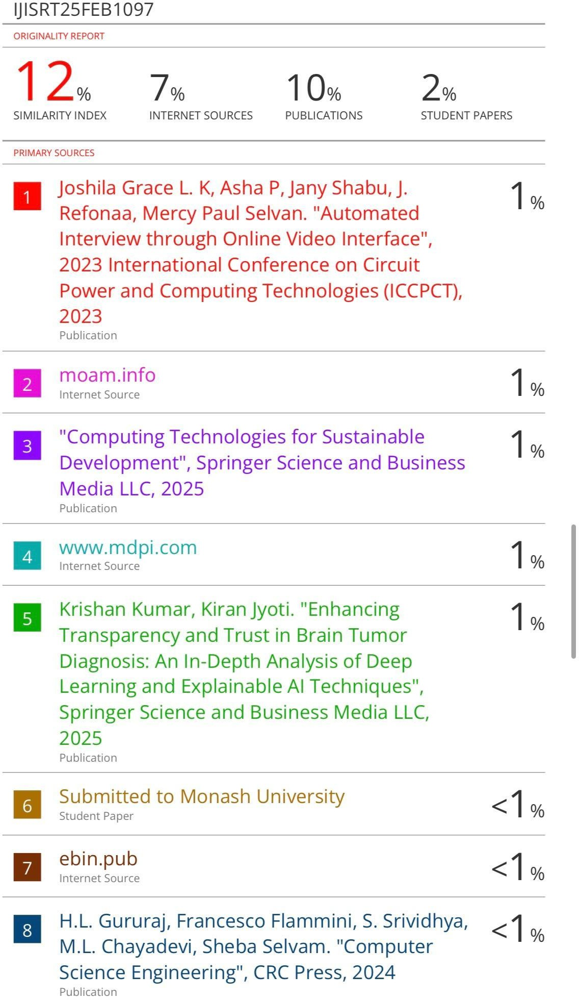 IJISRT25FEB1097
ORIGINALITY REPORT
12% 7% 10% 2%
SIMILARITY INDEX INTERNET SOURCES PUBLICATIONS STUDENT PAPERS
PRIMARY SOURCES
1 Joshila Grace L. K, Asha P, Jany Shabu, J. 1%
Refonaa, Mercy Paul Selvan. "Automated
Interview through Online Video Interface",
2023 International Conference on Circuit
Power and Computing Technologies (ICCPCT),
2023
Publication
2 moam.info 1%
Internet Source
3 "Computing Technologies for Sustainable 1%
Development", Springer Science and Business
Media LLC, 2025
Publication
4 www.mdpi.com 1%
Internet Source
5 Krishan Kumar, Kiran Jyoti. "Enhancing 1%
Transparency and Trust in Brain Tumor
Diagnosis: An In-Depth Analysis of Deep
Learning and Explainable AI Techniques",
Springer Science and Business Media LLC,
2025
Publication
6 Submitted to Monash University <1%
Student Paper
7 ebin.pub <1%
Internet Source
8 H.L. Gururaj, Francesco Flammini, S. Srividhya, <1%
M.L. Chayadevi, Sheba Selvam. "Computer
Science Engineering", CRC Press, 2024
Publication